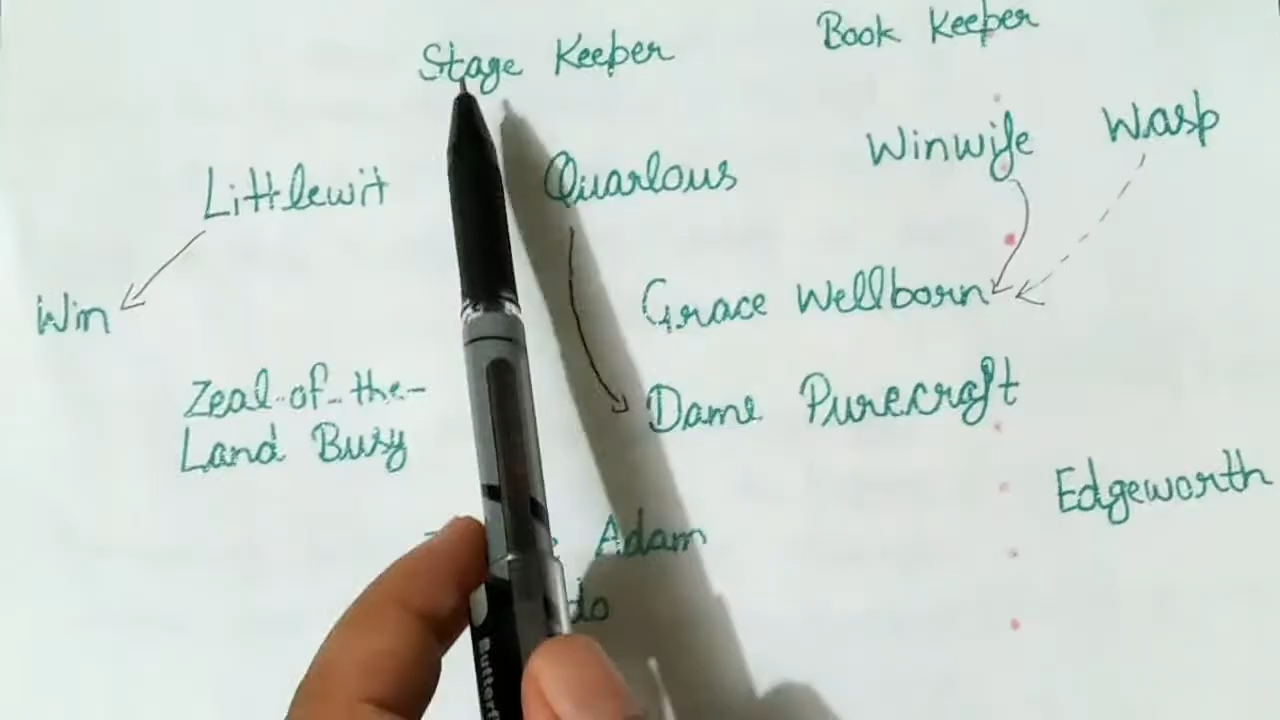 Stage Keeper
Book Keeper
Winwife
Wasp
Littlewit
Quarlous
Win
Grace Wellborn
Zeal-of-the-
Land Busy
Dame Purecraft
Edgeworth
Adam